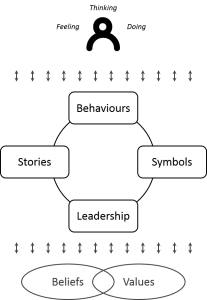 Thinking
Feeling
Doing
Behaviours
Stories
Symbols
Leadership
Beliefs
Values